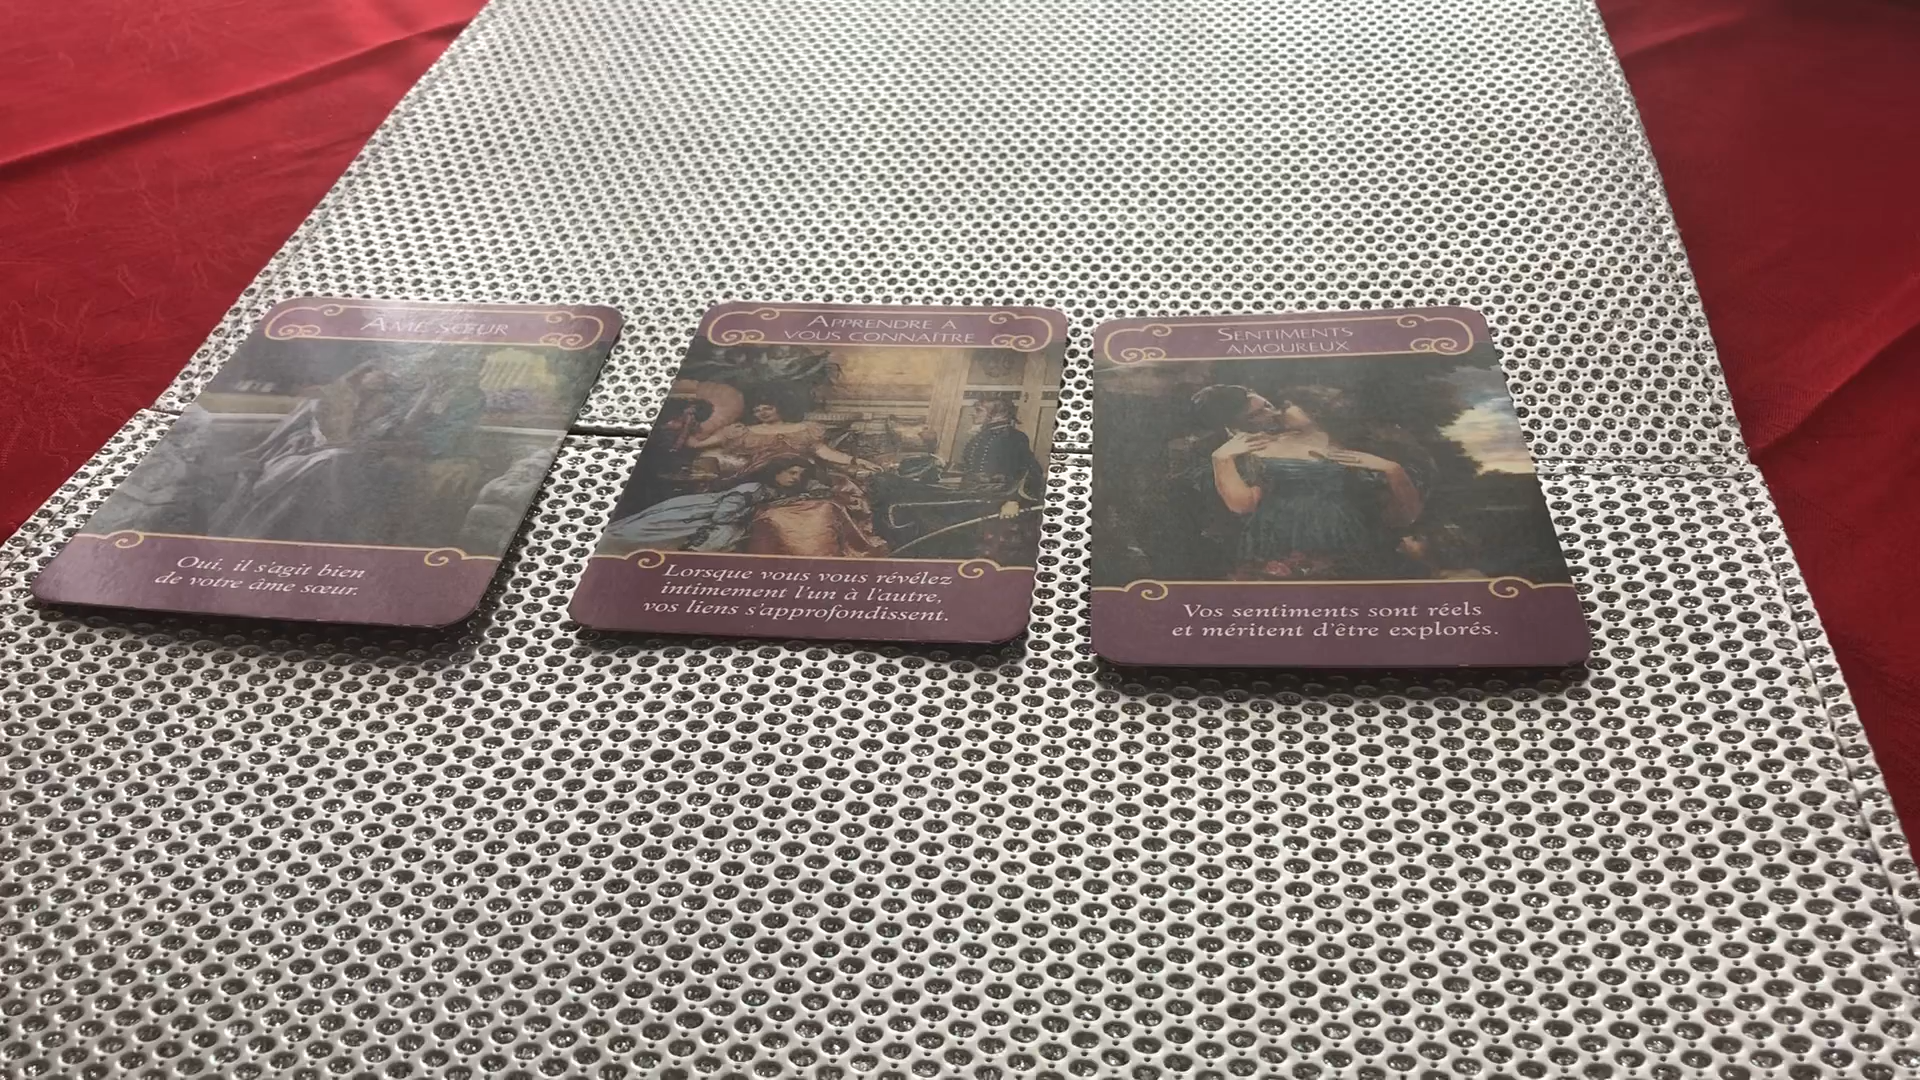 ÂME SŒUR
Oui, il s'agit bien
de votre âme sœur.
APPRENDRE A
VOUS CONNAITRE
Lorsque vous vous révélez
intimement l'un à l'autre,
vos liens s'approfondissent.
SENTIMENTS
AMOUREUX
Vos sentiments sont réels
et méritent d'être explorés.